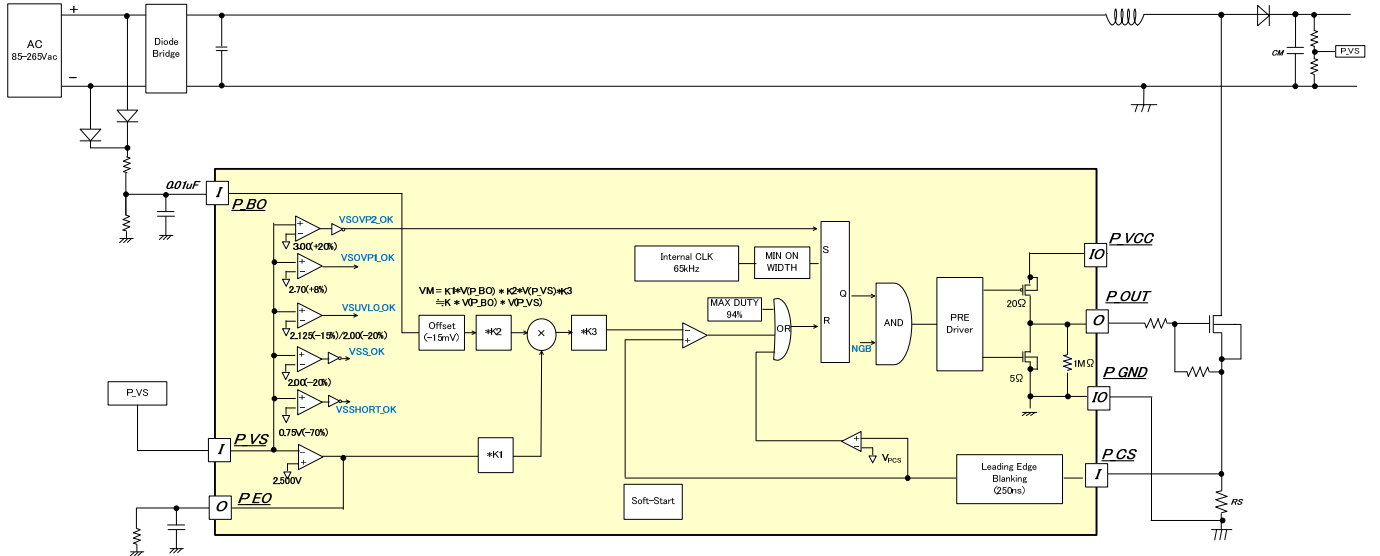 +
AC
85-265Vac
−
Diode
Bridge
CM
P_VS
0.01uF
I
P_BO
VSOVP2_OK
+
−
3.00(+20%)
VSOVP1_OK
+
−
2.70(+8%)
VSUVLO_OK
+
−
2.125(-15%)/2.00(-20%)
VSS_OK
+
−
2.00(-20%)
VSSHORT_OK
+
−
0.75V(-70%)
VM = K1*V(P_BO) * K2*V(P_VS)*K3
≒K * V(P_BO) * V(P_VS)
Offset
(-15mV)
*K2
×
*K3
−
+
Internal CLK
65kHz
MIN ON
WIDTH
MAX DUTY
94%
OR
S
Q
R
NGB
AND
PRE
Driver
20Ω
5Ω
1MΩ
P_VCC
IO
P_OUT
O
P_GND
IO
P_CS
I
RS
P_VS
P_VS
I
−
+
2.500V
*K1
P_EO
O
+
−
VPCS
Leading Edge
Blanking
(250ns)
Soft-Start